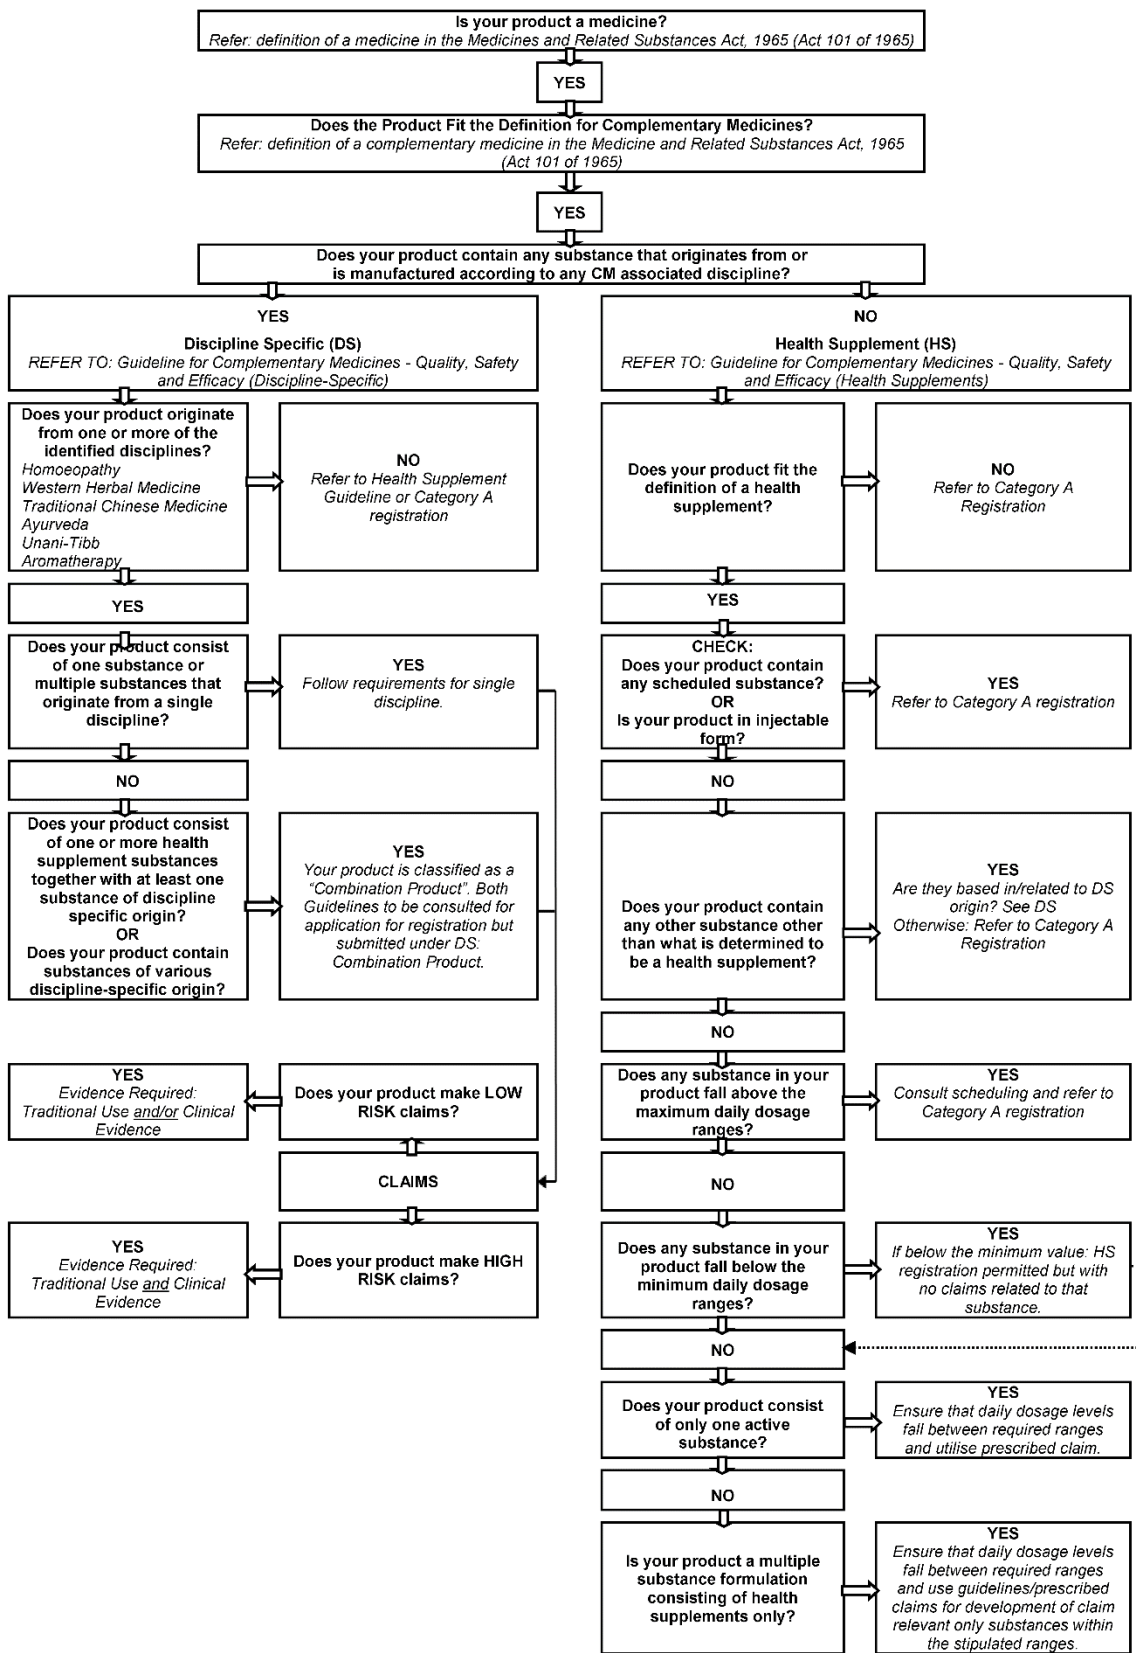 Is your product a medicine?
Refer: definition of a medicine in the Medicines and Related Substances Act, 1965 (Act 101 of 1965)
YES
Does the Product Fit the Definition for Complementary Medicines?
Refer: definition of a complementary medicine in the Medicine and Related Substances Act, 1965
(Act 101 of 1965)
YES
Does your product contain any substance that originates from or
is manufactured according to any CM associated discipline?
YES
Discipline Specific (DS)
REFER TO: Guideline for Complementary Medicines - Quality, Safety
and Efficacy (Discipline-Specific)
NO
Health Supplement (HS)
REFER TO: Guideline for Complementary Medicines - Quality, Safety
and Efficacy (Health Supplements)
Does your product originate
from one or more of the
identified disciplines?
Homoeopathy
Western Herbal Medicine
Traditional Chinese Medicine
Ayurveda
Unani-Tibb
Aromatherapy
NO
Refer to Health Supplement
Guideline or Category A
registration
YES
Does your product consist
of one substance or
multiple substances that
originate from a single
discipline?
YES
Follow requirements for single
discipline.
NO
Does your product consist
of one or more health
supplement substances
together with at least one
substance of discipline
specific origin?
OR
Does your product contain
substances of various
discipline-specific origin?
YES
Your product is classified as a
“Combination Product”. Both
Guidelines to be consulted for
application for registration but
submitted under DS:
Combination Product.
YES
Evidence Required:
Traditional Use and/or Clinical
Evidence
Does your product make LOW
RISK claims?
CLAIMS
YES
Evidence Required:
Traditional Use and Clinical
Evidence
Does your product make HIGH
RISK claims?
Does your product fit the
definition of a health
supplement?
NO
Refer to Category A
Registration
YES
CHECK:
Does your product contain
any scheduled substance?
OR
Is your product in injectable
form?
YES
Refer to Category A registration
NO
Does your product contain
any other substance other
than what is determined to
be a health supplement?
YES
Are they based in/related to DS
origin? See DS
Otherwise: Refer to Category A
Registration
NO
Does any substance in your
product fall above the
maximum daily dosage
ranges?
YES
Consult scheduling and refer to
Category A registration
NO
Does any substance in your
product fall below the
minimum daily dosage
ranges?
YES
If below the minimum value: HS
registration permitted but with
no claims related to that
substance.
NO
Does your product consist
of only one active
substance?
YES
Ensure that daily dosage levels
fall between required ranges
and utilise prescribed claim.
NO
Is your product a multiple
substance formulation
consisting of health
supplements only?
YES
Ensure that daily dosage levels
fall between required ranges
and use guidelines/prescribed
claims for development of claim
relevant only substances within
the stipulated ranges.